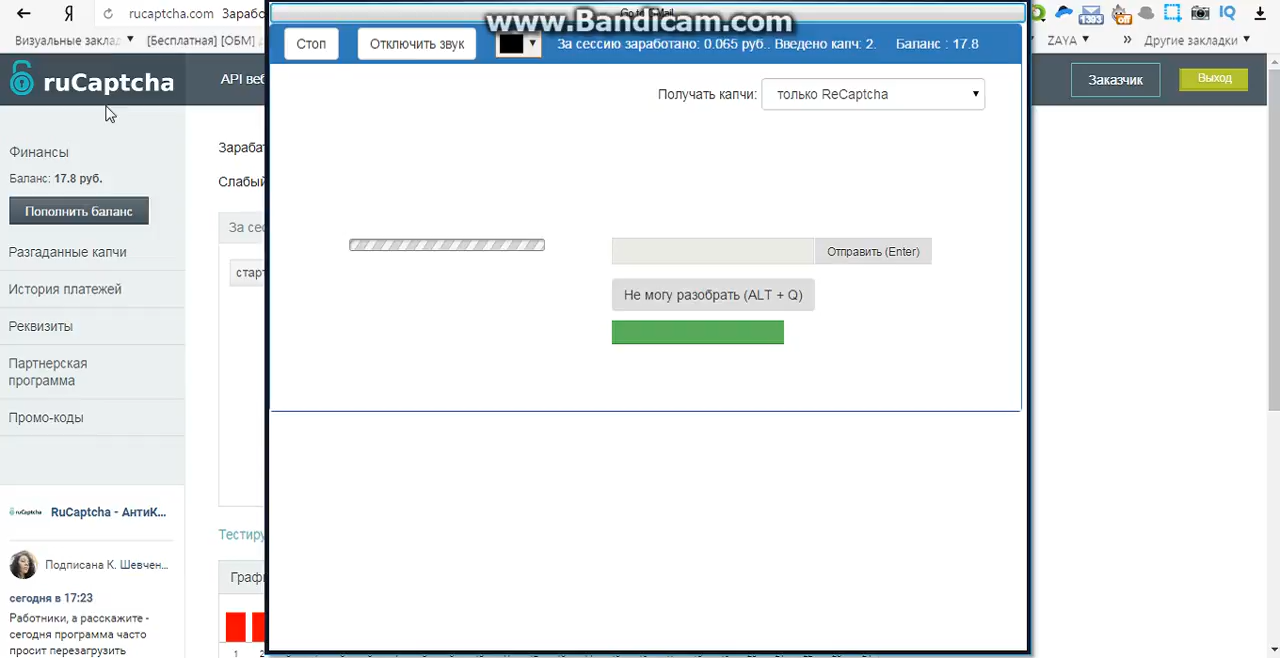 www.Bandicam.com
rucaptcha.com
Визуальные заклад
[Бесплатная] [ОБМ]
1393
off
IQ
ZAYA
»
Другие закладки
ruCaptcha
Заказчик
Выход
Финансы
Баланс: 17.8 руб.
Пополнить баланс
Разгаданные капчи
История платежей
Реквизиты
Партнерская
программа
Промо-коды
RuCaptcha - АнтиК...
Подписана К. Шевчен...
сегодня в 17:23
Работники, а расскажите -
сегодня программа часто
просит перезагрузить
Слабый
Стоп
Отключить звук
За сессию заработано: 0.065 руб.. Введено капч: 2.
Баланс : 17.8
Получать капчи:
только ReCaptcha
Отправить (Enter)
Не могу разобрать (ALT + Q)